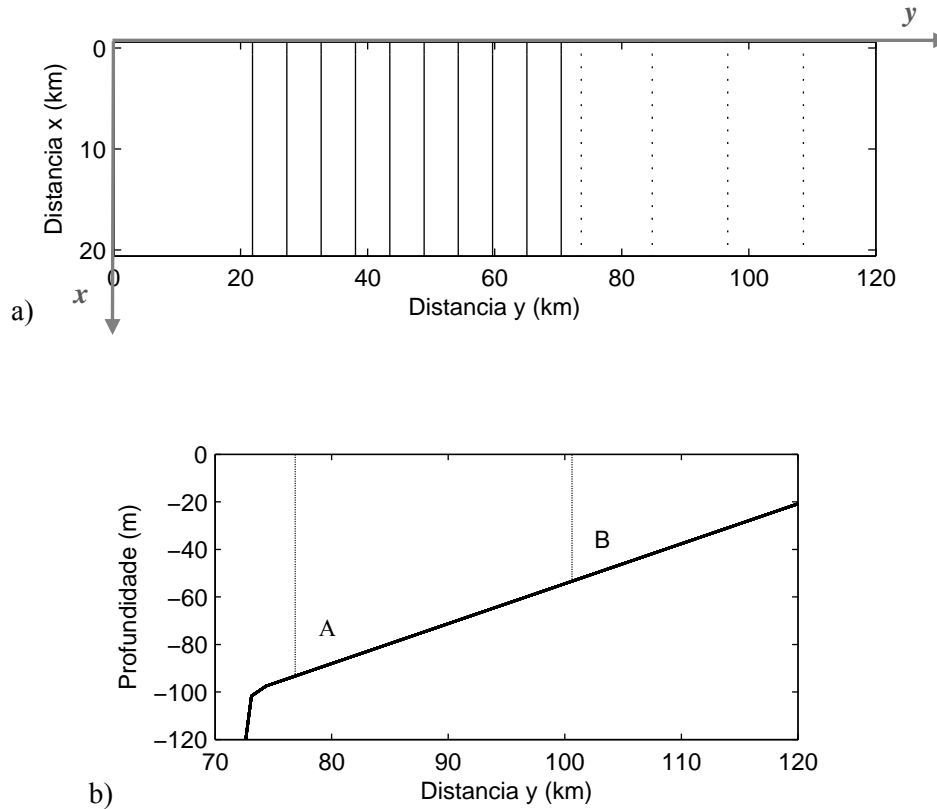 y
0
10
20
Distancia x (km)
0 20 40 60 80 100 120
x
Distancia y (km)
a)
0
−20
−40
−60
−80
−100
−120
Profundidade (m)
A
B
70 80 90 100 110 120
Distancia y (km)
b)